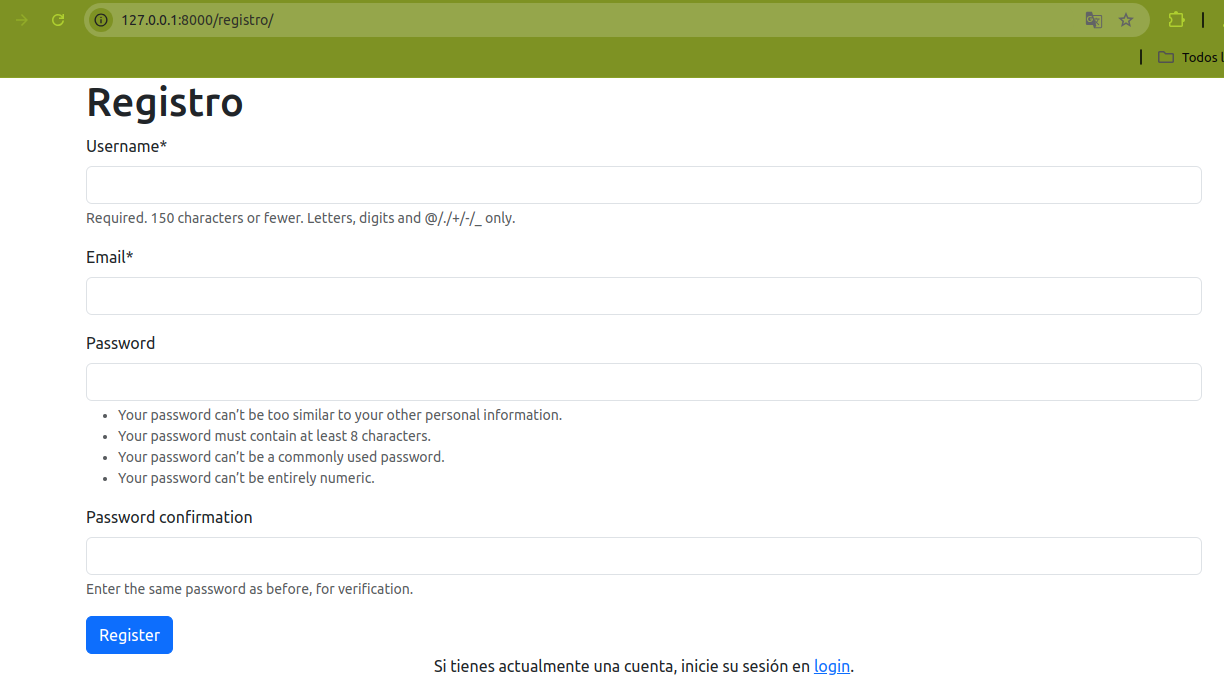 127.0.0.1:8000/registro/
Todos l
Registro
Username*
Required. 150 characters or fewer. Letters, digits and @/./+/-/_ only.
Email*
Password
Your password can’t be too similar to your other personal information.
Your password must contain at least 8 characters.
Your password can’t be a commonly used password.
Your password can’t be entirely numeric.
Password confirmation
Enter the same password as before, for verification.
Register
Si tienes actualmente una cuenta, inicie su sesión en login.